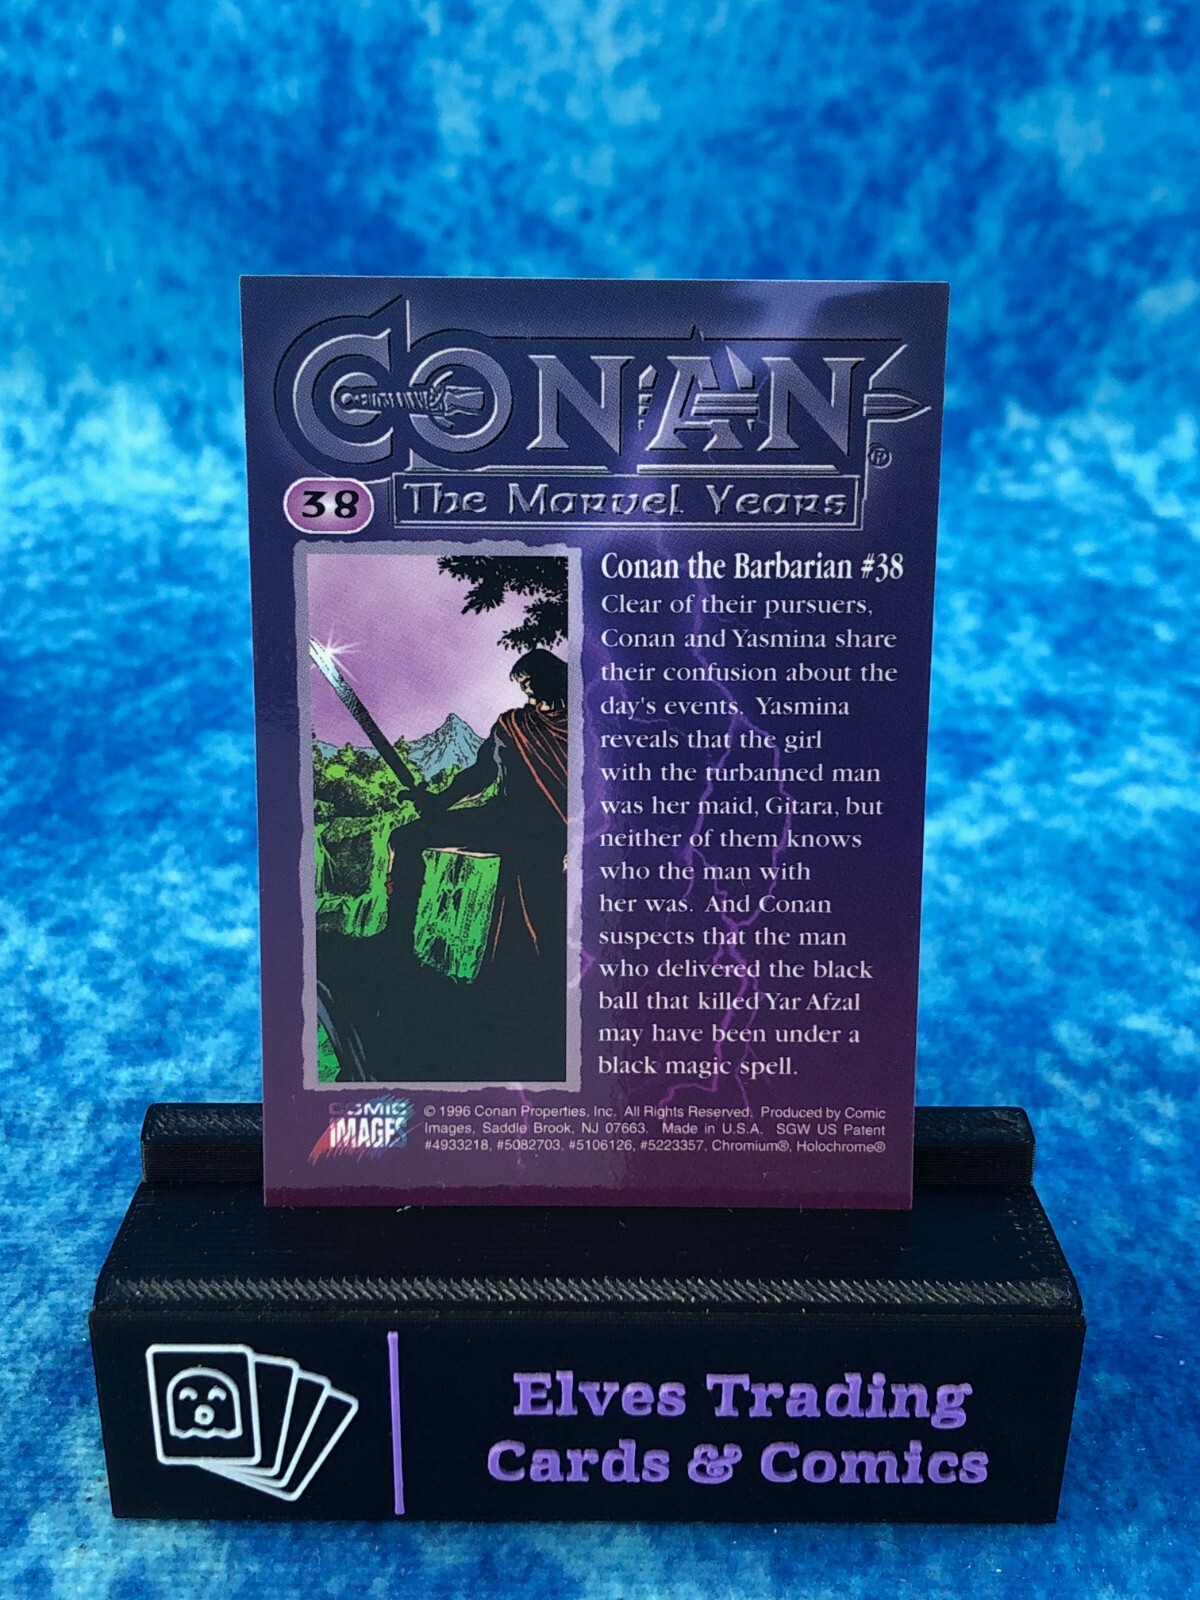 CONAN®
38
The Marvel Years
Conan the Barbarian #38
Clear of their pursuers,
Conan and Yasmina share
their confusion about the
day's events. Yasmina
reveals that the girl
with the turbanned man
was her maid, Gitara, but
neither of them knows
who the man with
her was. And Conan
suspects that the man
who delivered the black
ball that killed Yar Afzal
may have been under a
black magic spell.
COMIC
IMAGES
© 1996 Conan Properties, Inc. All Rights Reserved. Produced by Comic
Images, Saddle Brook, NJ 07663. Made in U.S.A. SGW US Patent
#4933218, #5082703, #5106126, #5223357, Chromium®, Holochrome®
Elves Trading
Cards & Comics